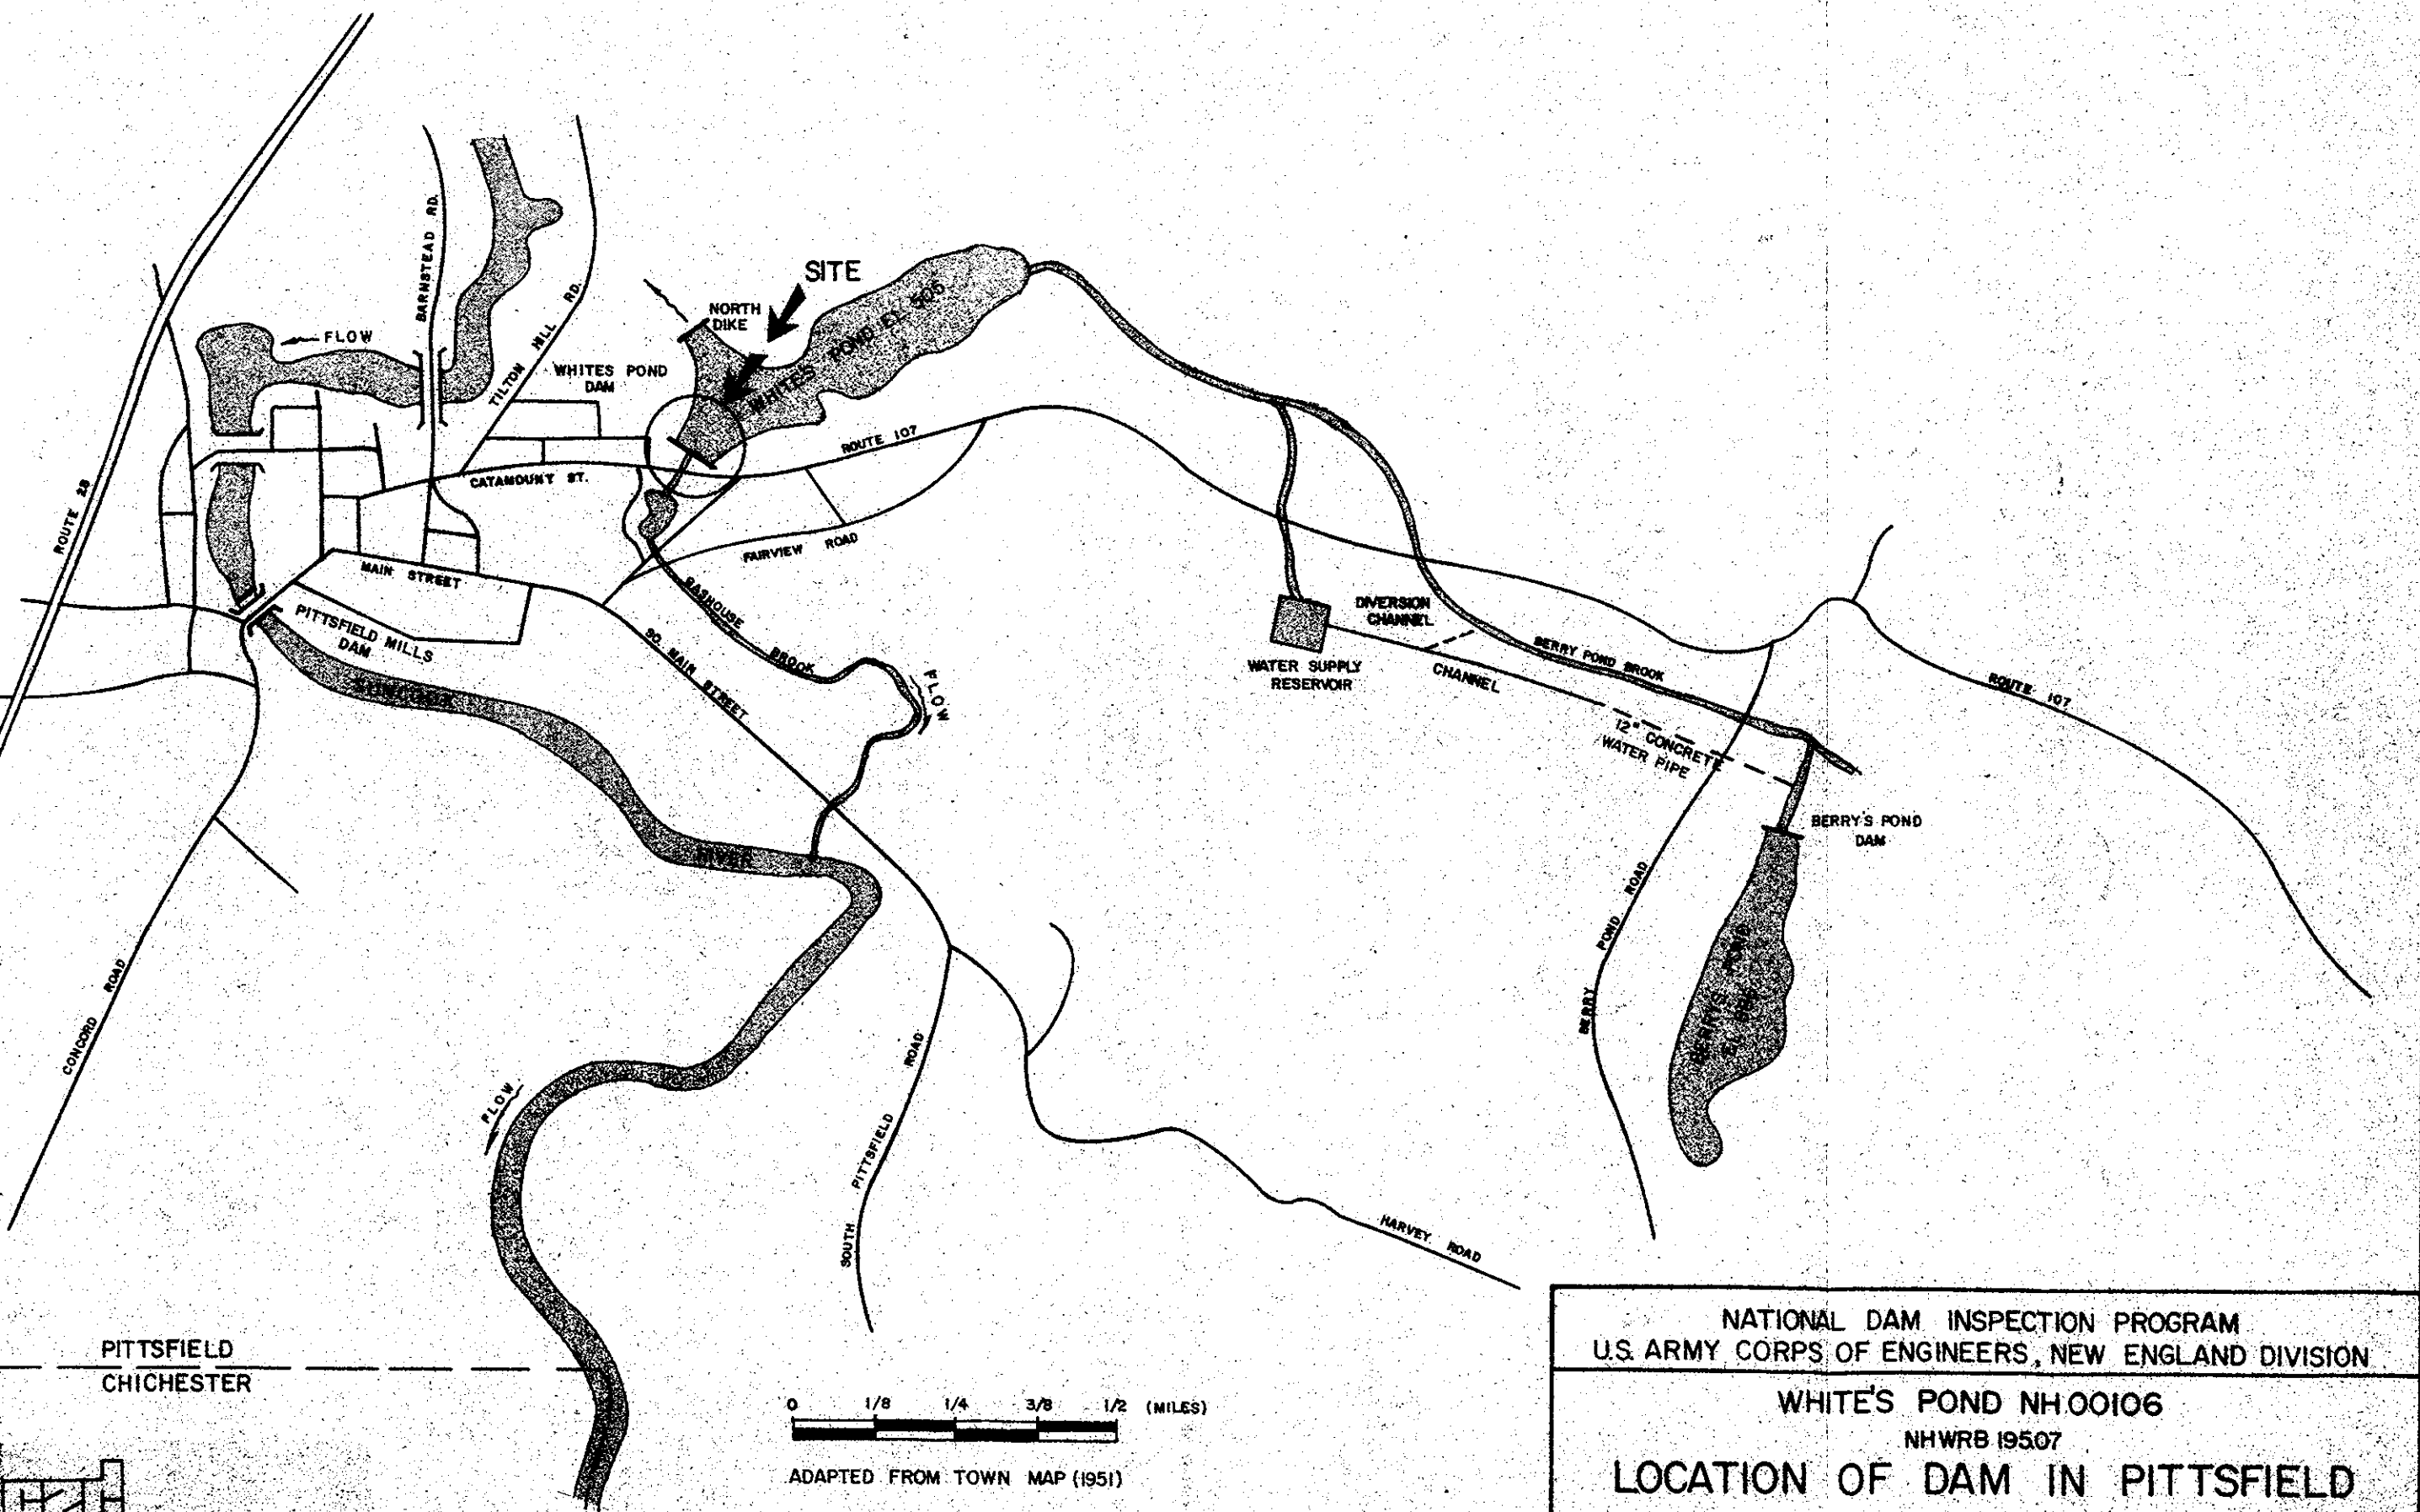 SITE
NORTH
DIKE
BARNSTEAD RD.
FLOW
TILTON HILL RD.
WHITES POND
DAM
WHITE'S POND EL 506
ROUTE 107
ROUTE 28
CATAMOUNT ST.
FAIRVIEW ROAD
MAIN STREET
PITTSFIELD MILLS
DAM
BROOK
FLOW
SO. MAIN STREET
SUNCOOK
RIVER
DIVERSION
CHANNEL
WATER SUPPLY
RESERVOIR
CHANNEL
BERRY POND BROOK
12" CONCRETE
WATER PIPE
ROUTE 107
BERRY'S POND
DAM
BERRY POND ROAD
BERRYS POND
CONCORD ROAD
FLOW
SOUTH PITTSFIELD ROAD
HARVEY ROAD
PITTSFIELD
CHICHESTER
0 1/8 1/4 3/8 1/2 (MILES)
ADAPTED FROM TOWN MAP (1951)
NATIONAL DAM INSPECTION PROGRAM
U.S. ARMY CORPS OF ENGINEERS, NEW ENGLAND DIVISION
WHITE'S POND NH 00106
NHWRB 195.07
LOCATION OF DAM IN PITTSFIELD